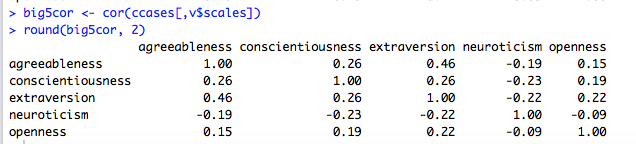 > big5cor <- cor(ccases[,v$scales])
> round(big5cor, 2)
                  agreeableness conscientiousness extraversion neuroticism openness
agreeableness              1.00              0.26         0.46       -0.19     0.15
conscientiousness          0.26              1.00         0.26       -0.23     0.19
extraversion               0.46              0.26         1.00       -0.22     0.22
neuroticism               -0.19             -0.23        -0.22        1.00    -0.09
openness                   0.15              0.19         0.22       -0.09     1.00